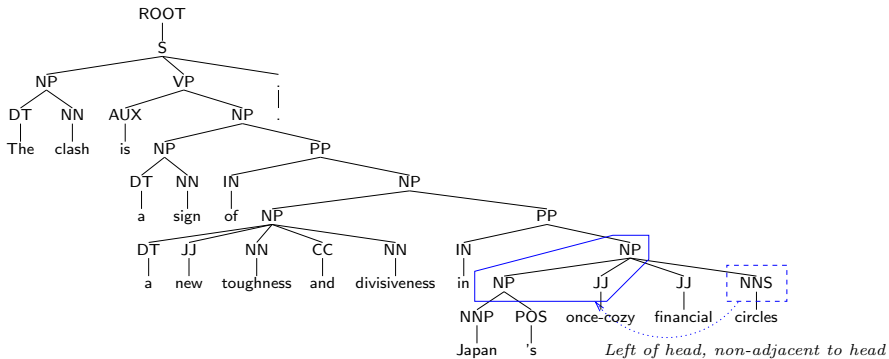 ROOT
S
NP VP .
DT NN AUX NP .
The clash is NP PP
DT NN IN NP
a sign of NP PP
DT JJ NN CC NN IN NP
a new toughness and divisiveness in NP JJ JJ NNS
NNP POS once-cozy financial circles
Japan 's Left of head, non-adjacent to head